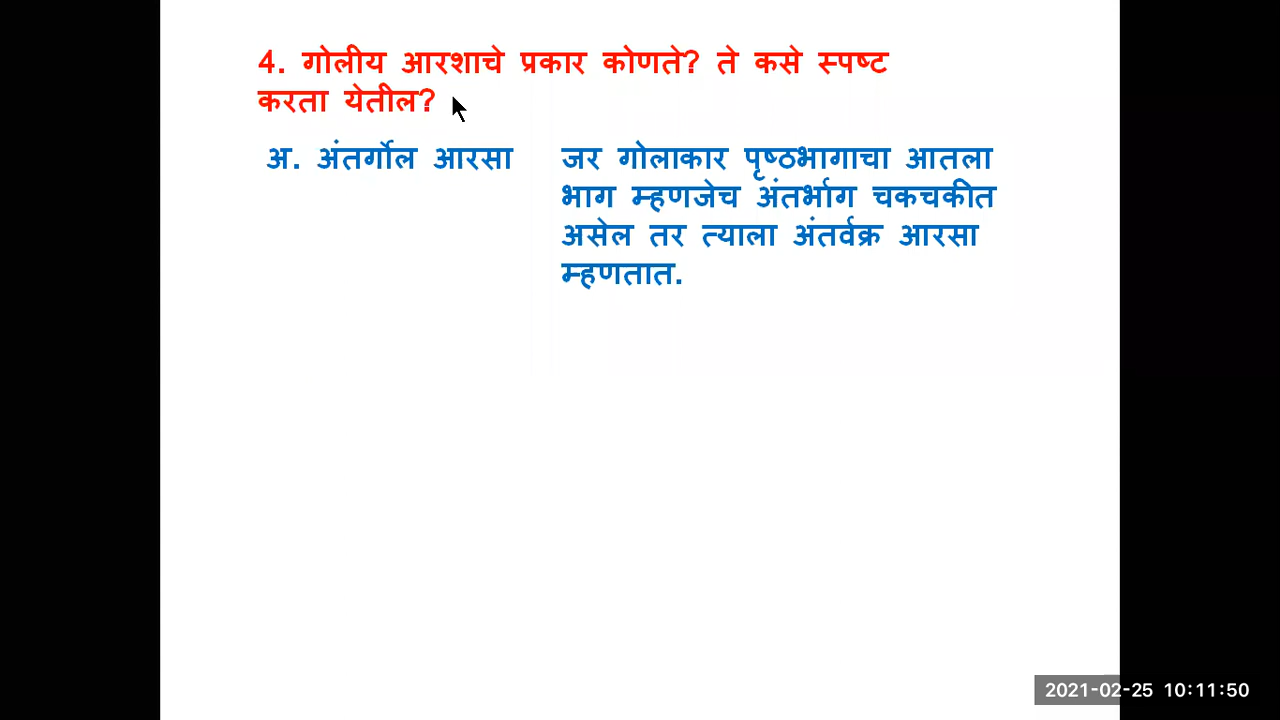 4. गोलीय आरशाचे प्रकार कोणते? ते कसे स्पष्ट
करता येतील?
अ. अंतर्गोल आरसा
जर गोलाकार पृष्ठभागाचा आतला
भाग म्हणजेच अंतर्भाग चकचकीत
असेल तर त्याला अंतर्वक्र आरसा
म्हणतात.
2021-02-25 10:11:50